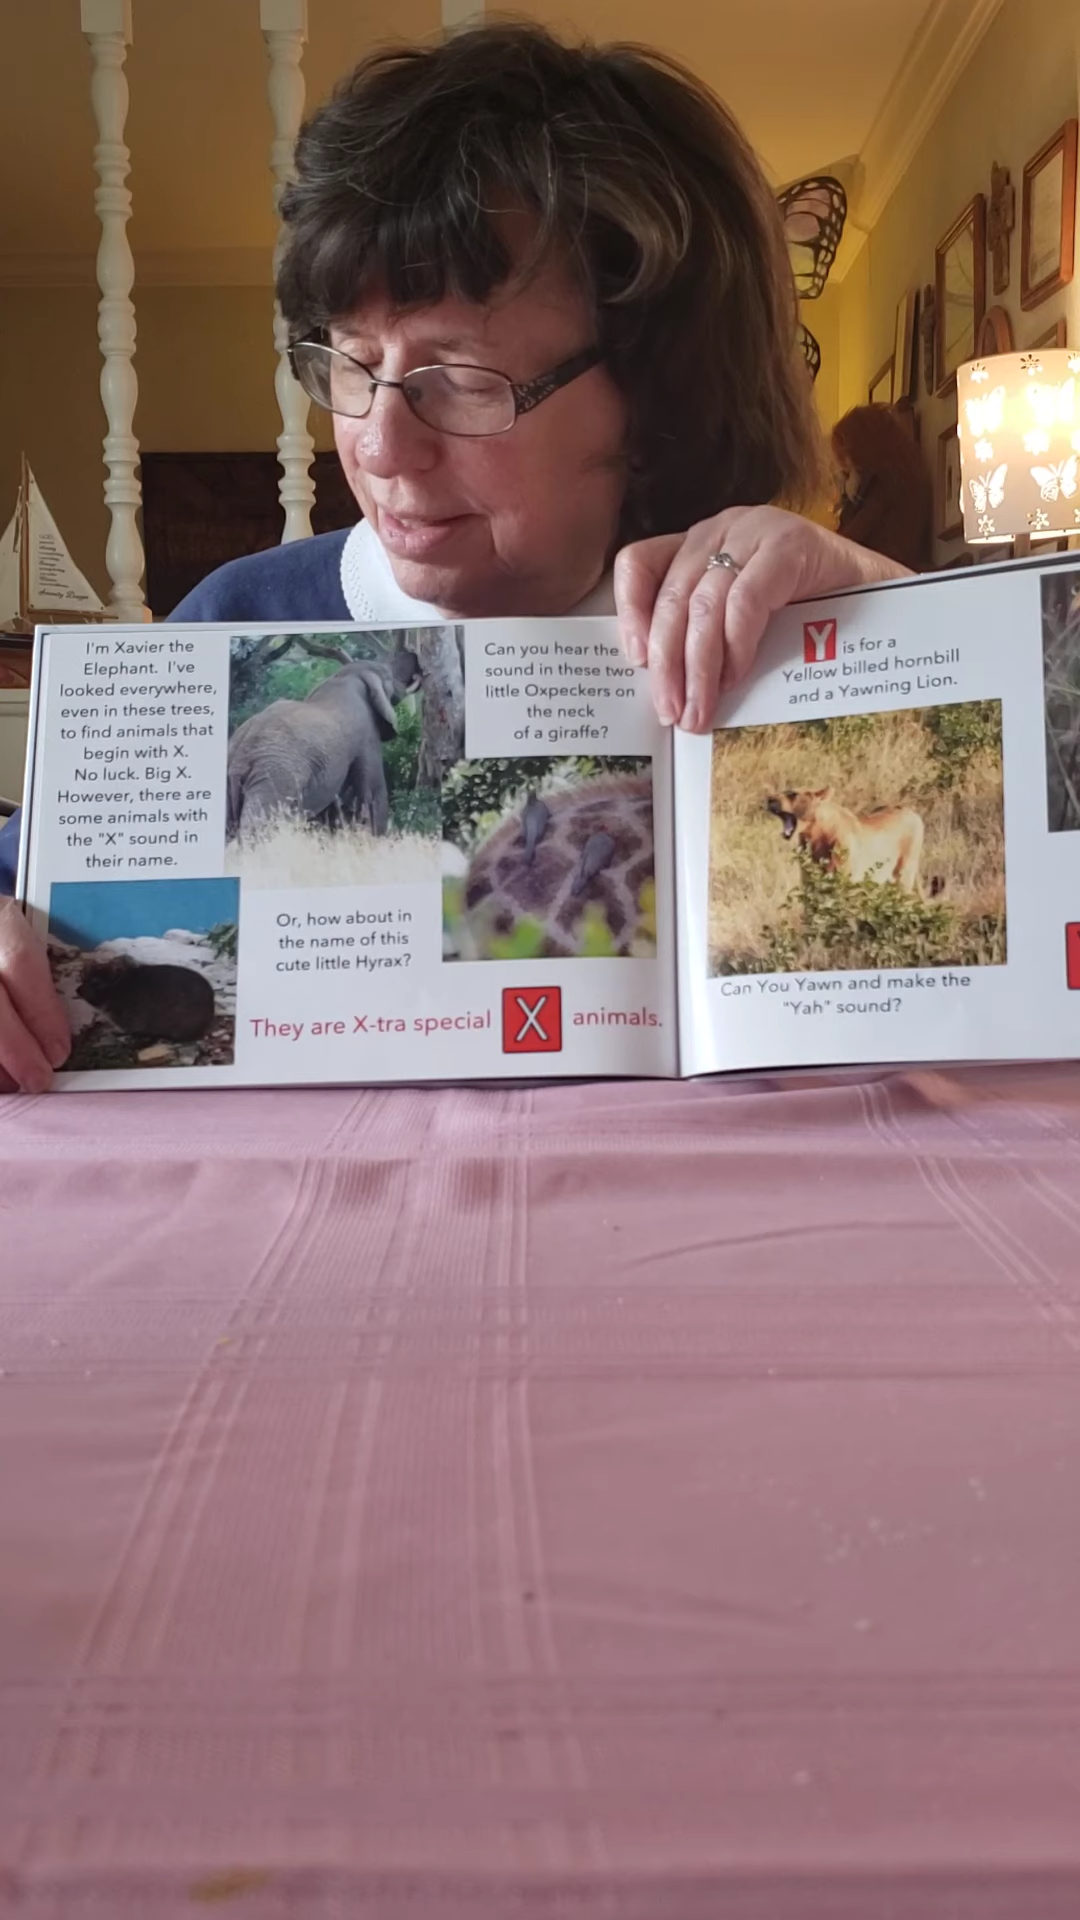 I'm Xavier the
Elephant. I've
looked everywhere,
even in these trees,
to find animals that
begin with X.
No luck. Big X.
However, there are
some animals with
the "X" sound in
their name.
Can you hear the
sound in these two
little Oxpeckers on
the neck
of a giraffe?
Or, how about in
the name of this
cute little Hyrax?
They are X-tra special X animals.
Y is for a
Yellow billed hornbill
and a Yawning Lion.
Can You Yawn and make the
"Yah" sound?